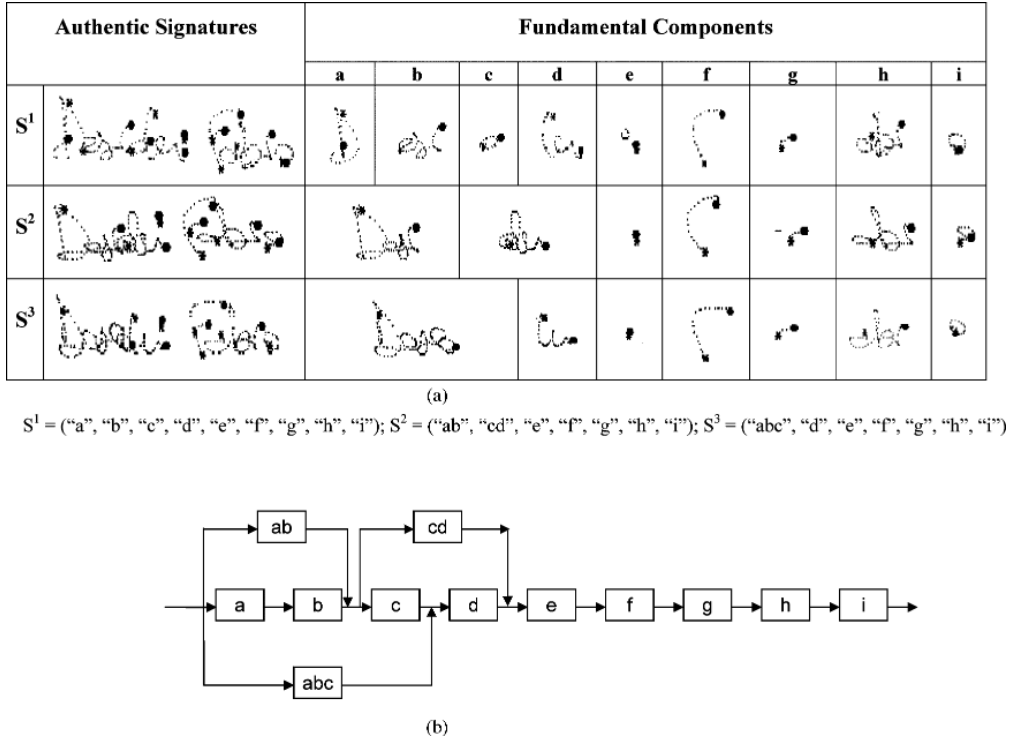 Authentic Signatures Fundamental Components
a b c d e f g h i
S¹
S²
S³
(a)
S¹ = (“a”, “b”, “c”, “d”, “e”, “f”, “g”, “h”, “i”); S² = (“ab”, “cd”, “e”, “f”, “g”, “h”, “i”); S³ = (“abc”, “d”, “e”, “f”, “g”, “h”, “i”)
ab cd
a b c d e f g h i
abc
(b)